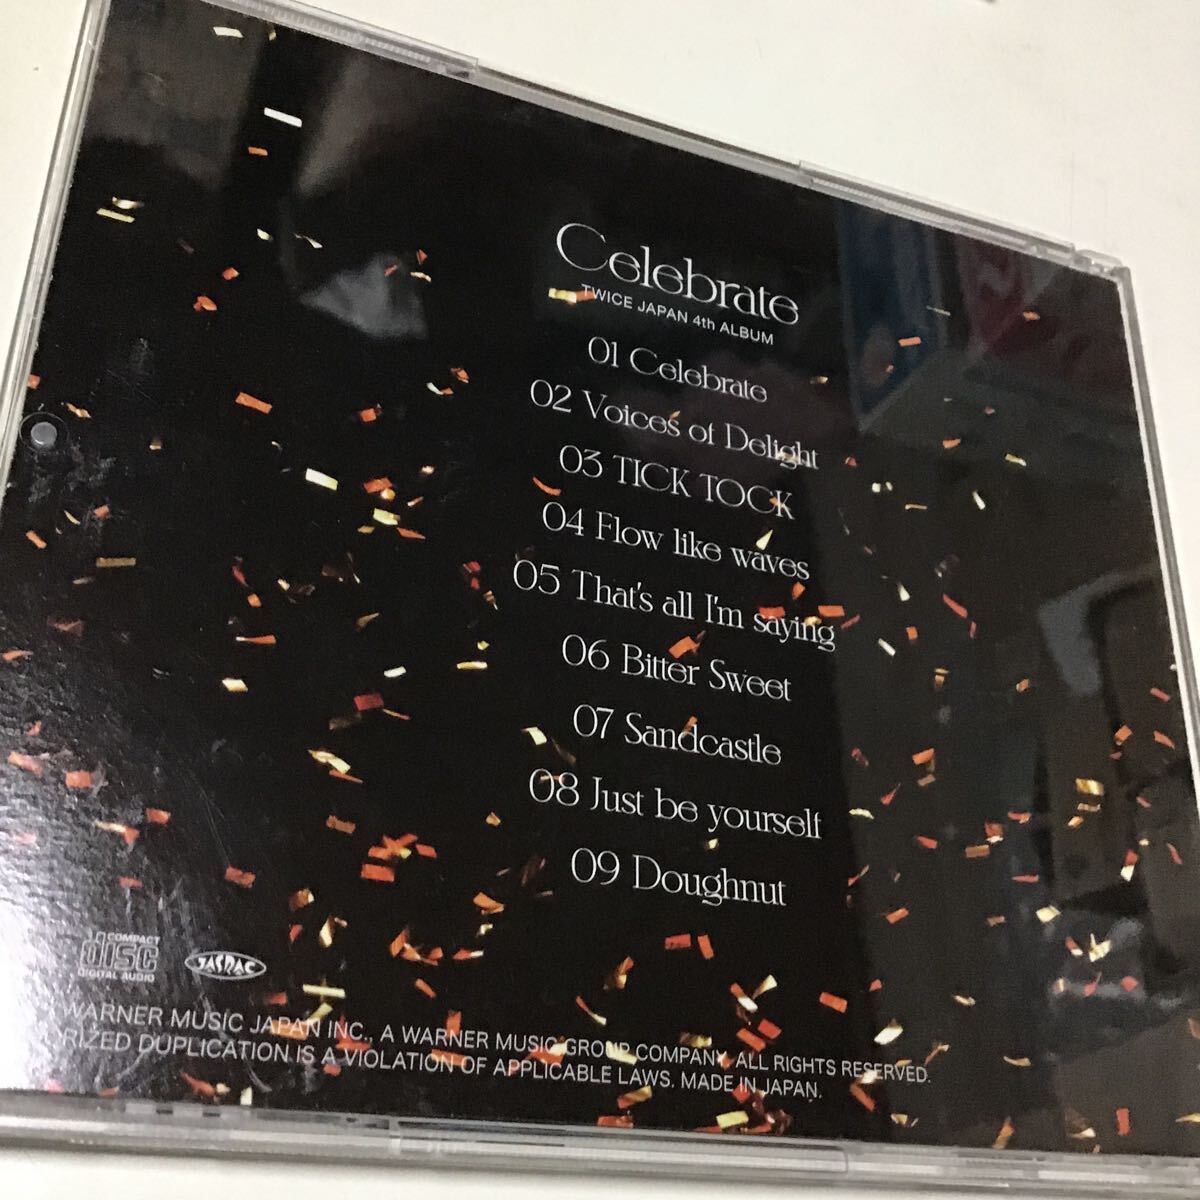 Celebrate
TWICE JAPAN 4th ALBUM
01 Celebrate
02 Voices of Delight
03 TICK TOCK
04 Flow like waves
05 That's all I'm saying
06 Bitter Sweet
07 Sandcastle
08 Just be yourself
09 Doughnut
COMPACT
disc
DIGITAL AUDIO
JASRAC
WARNER MUSIC JAPAN INC., A WARNER MUSIC GROUP COMPANY. ALL RIGHTS RESERVED.
RIZED DUPLICATION IS A VIOLATION OF APPLICABLE LAWS. MADE IN JAPAN.